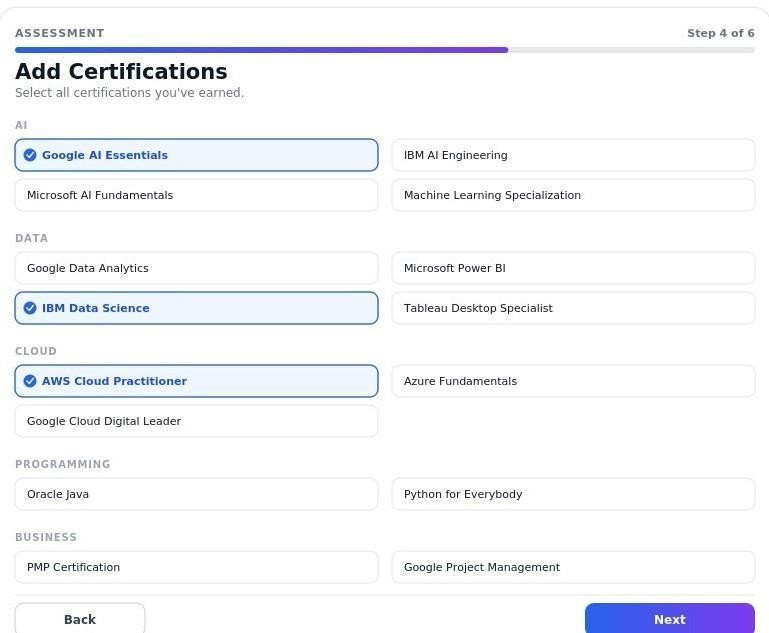 ASSESSMENT Step 4 of 6
Add Certifications
Select all certifications you've earned.
AI
Google AI Essentials IBM AI Engineering
Microsoft AI Fundamentals Machine Learning Specialization
DATA
Google Data Analytics Microsoft Power BI
IBM Data Science Tableau Desktop Specialist
CLOUD
AWS Cloud Practitioner Azure Fundamentals
Google Cloud Digital Leader
PROGRAMMING
Oracle Java Python for Everybody
BUSINESS
PMP Certification Google Project Management
Back Next